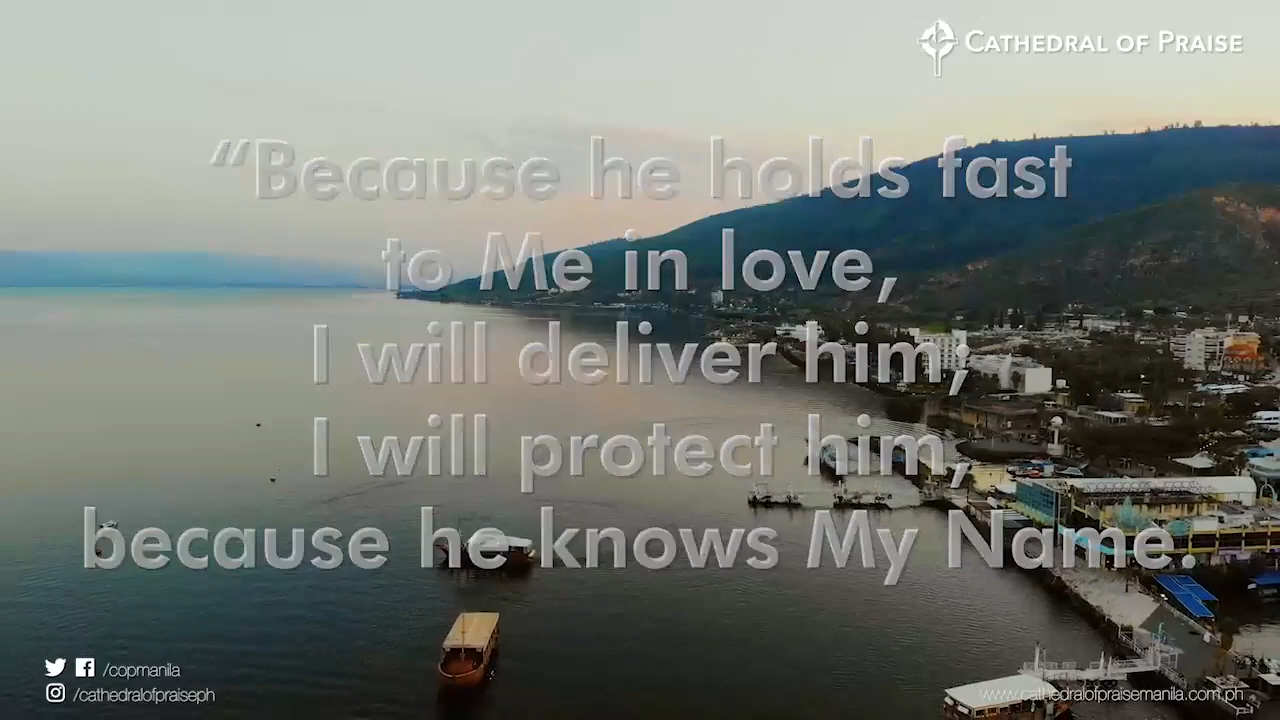 CATHEDRAL OF PRAISE
“Because he holds fast
to Me in love,
I will deliver him;
I will protect him,
because he knows My Name.
/copmanila
/cathedralofpraiseph
www.cathedralofpraisemanila.com.ph